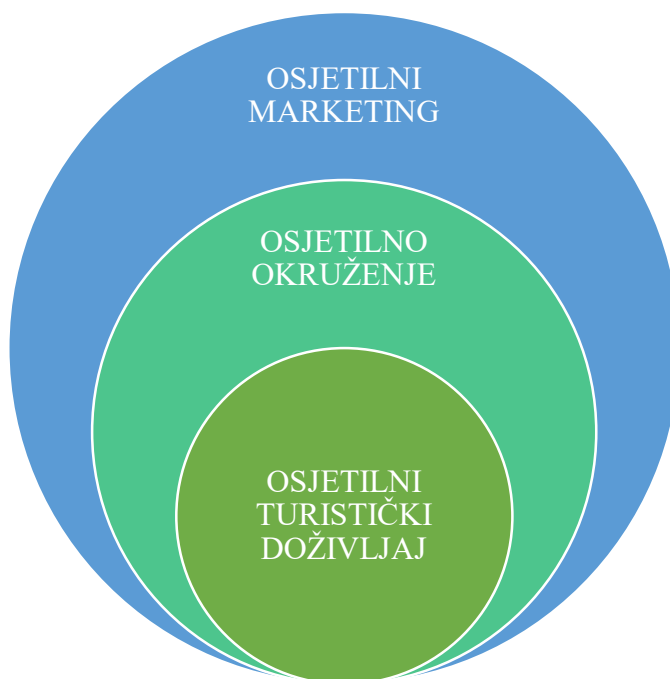 OSJETILNI
MARKETING
OSJETILNO
OKRUŽENJE
OSJETILNI
TURISTIČKI
DOŽIVLJAJ